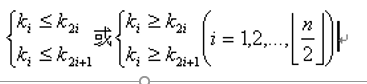 {kᵢ ≤ k₂ᵢ
kᵢ ≤ k₂ᵢ₊₁ 或 {kᵢ ≥ k₂ᵢ
kᵢ ≥ k₂ᵢ₊₁ (i = 1,2,...,⌊n/2⌋)